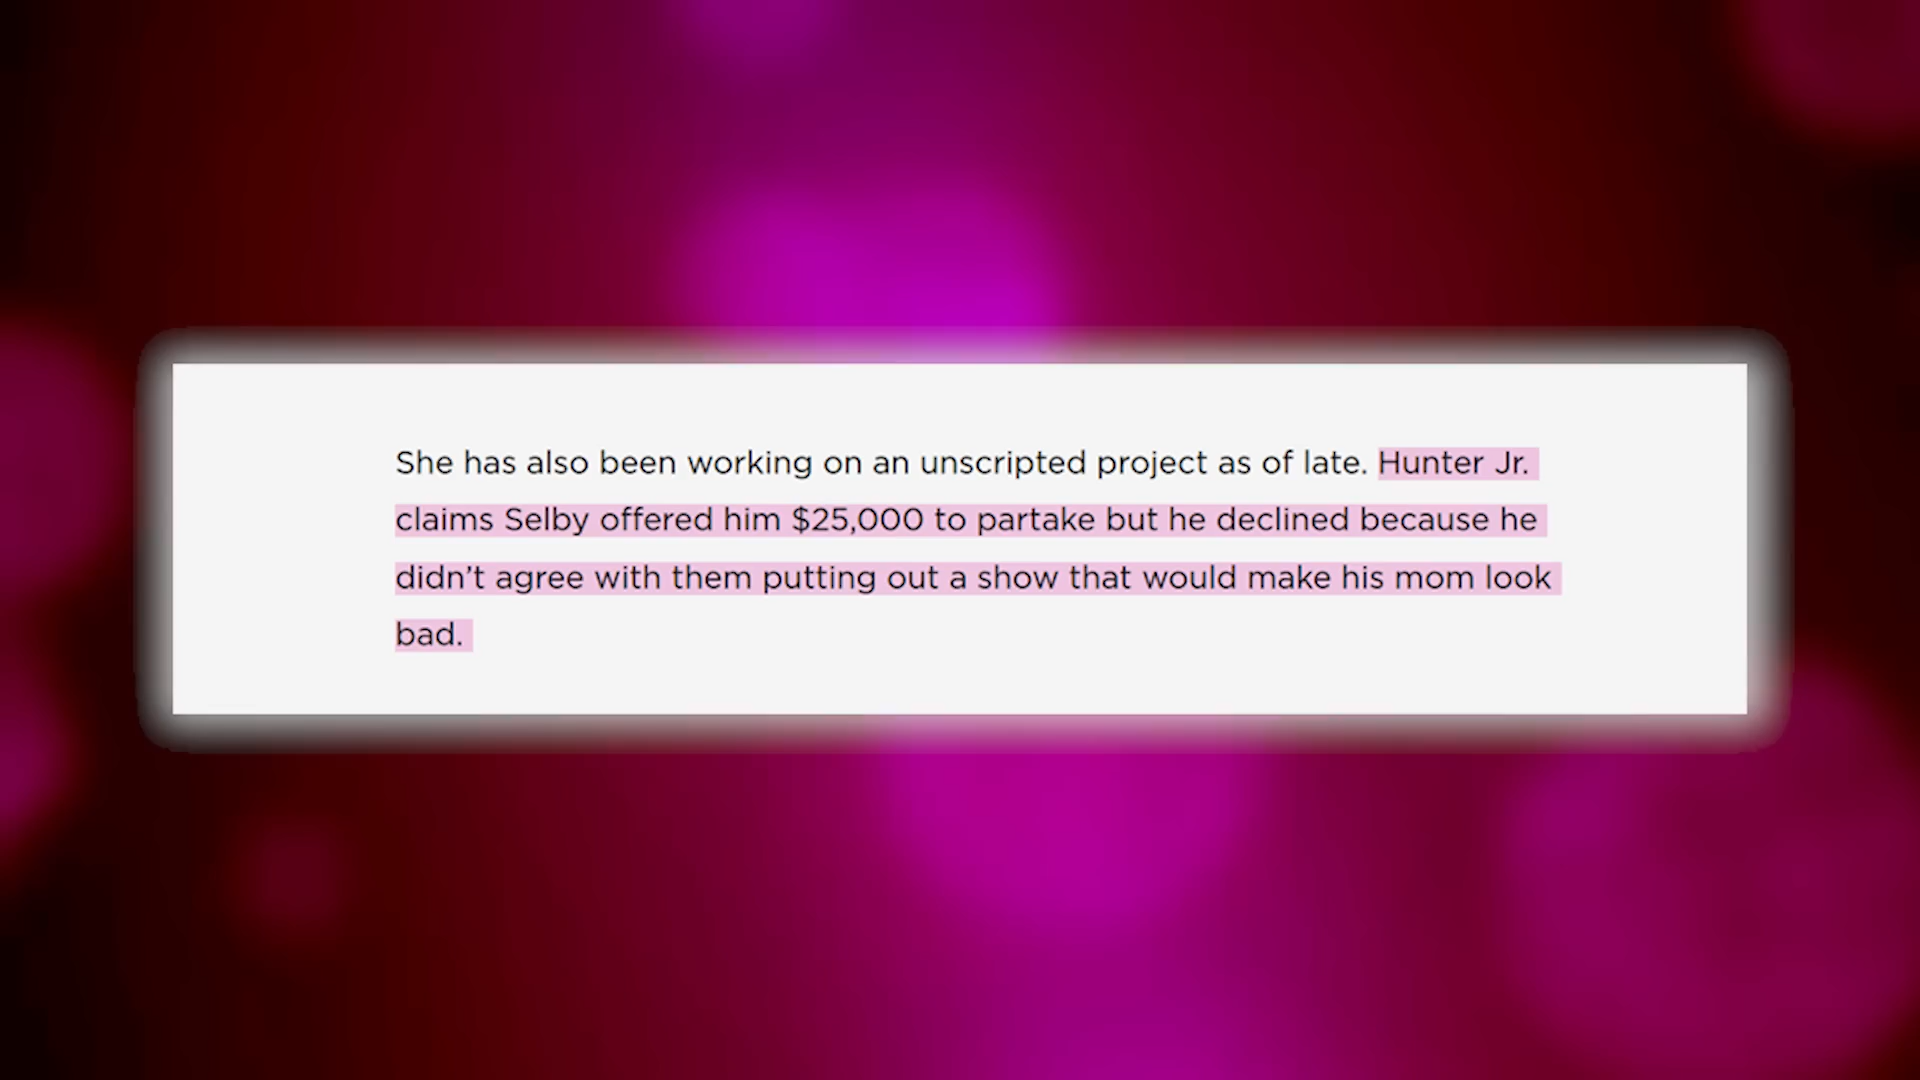 She has also been working on an unscripted project as of late. Hunter Jr.
claims Selby offered him $25,000 to partake but he declined because he
didn’t agree with them putting out a show that would make his mom look
bad.